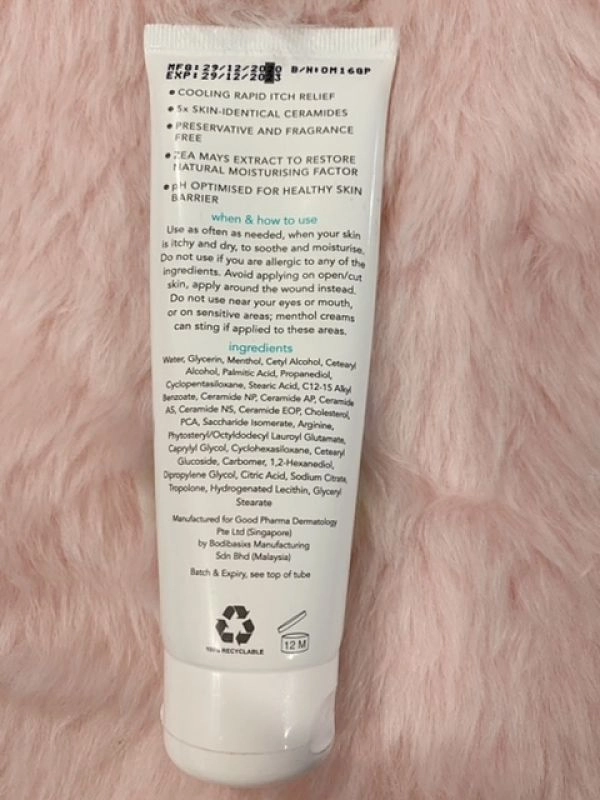 MFG: 29/12/2020 B/N: DM16QP
EXP: 29/12/2023
• COOLING RAPID ITCH RELIEF
• 5x SKIN-IDENTICAL CERAMIDES
• PRESERVATIVE AND FRAGRANCE
FREE
• ZEA MAYS EXTRACT TO RESTORE
NATURAL MOISTURISING FACTOR
• pH OPTIMISED FOR HEALTHY SKIN
BARRIER
when & how to use
Use as often as needed, when your skin
is itchy and dry, to soothe and moisturise.
Do not use if you are allergic to any of the
ingredients. Avoid applying on open/cut
skin, apply around the wound instead.
Do not use near your eyes or mouth,
or on sensitive areas; menthol creams
can sting if applied to these areas.
ingredients
Water, Glycerin, Menthol, Cetyl Alcohol, Cetearyl
Alcohol, Palmitic Acid, Propanediol,
Cyclopentasiloxane, Stearic Acid, C12-15 Alkyl
Benzoate, Ceramide NP, Ceramide AP, Ceramide
AS, Ceramide NS, Ceramide EOP, Cholesterol,
PCA, Saccharide Isomerate, Arginine,
Phytosteryl/Octyldodecyl Lauroyl Glutamate,
Caprylyl Glycol, Cyclohexasiloxane, Cetearyl
Glucoside, Carbomer, 1,2-Hexanediol,
Dipropylene Glycol, Citric Acid, Sodium Citrate,
Tropolone, Hydrogenated Lecithin, Glyceryl
Stearate
Manufactured for Good Pharma Dermatology
Pte Ltd (Singapore)
by Bodibasixs Manufacturing
Sdn Bhd (Malaysia)
Batch & Expiry, see top of tube
100% RECYCLABLE
12 M